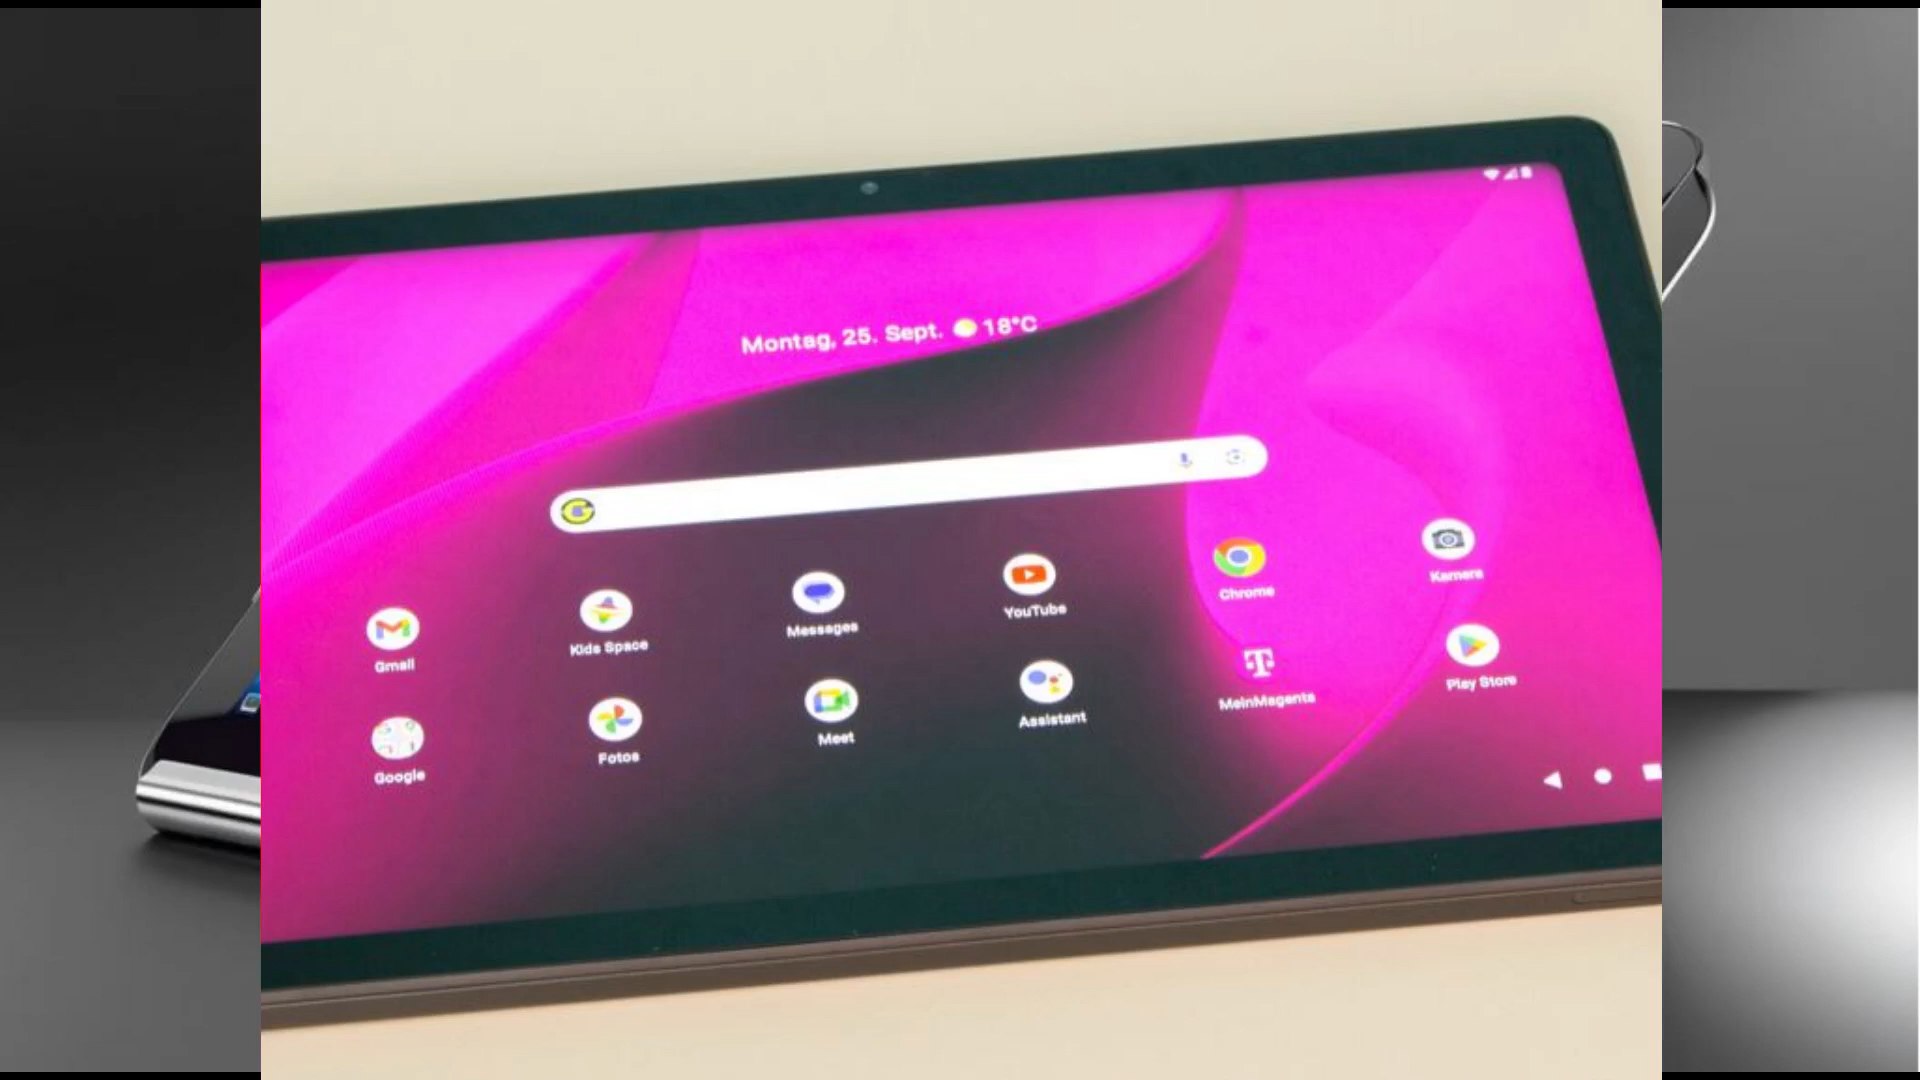 Montag, 25. Sept. 18°C
Gmail
Kids Space
Messages
YouTube
Chrome
Kamera
Google
Fotos
Meet
Assistant
MeinMagenta
Play Store